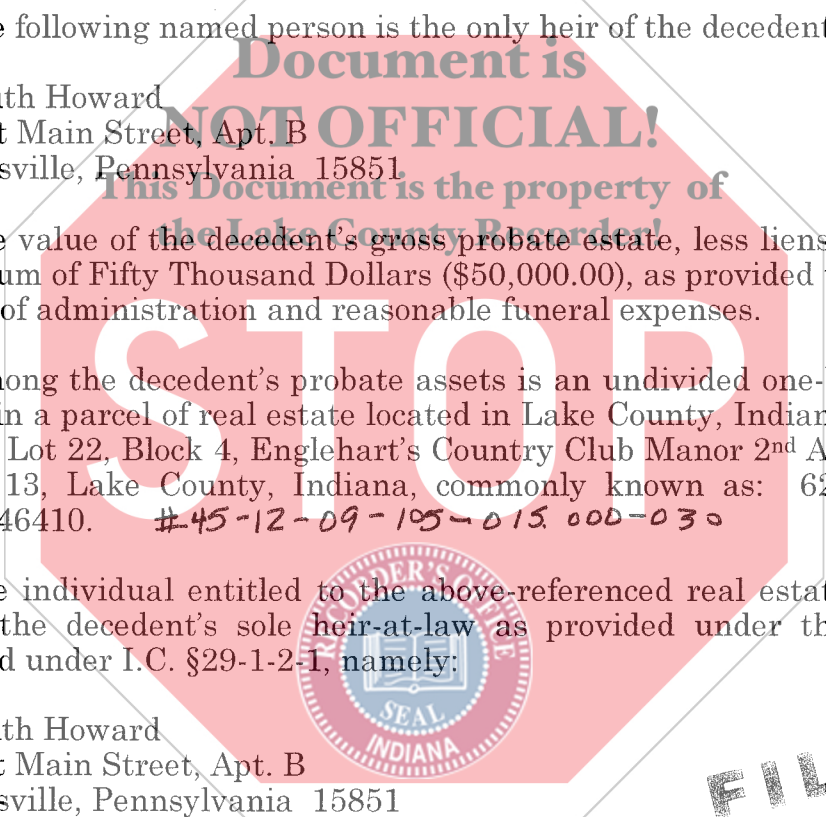 e following named person is the only heir of the decedent
Document is
uth Howard
NOT OFFICIAL!
t Main Street, Apt. B
sville, Pennsylvania 15851
This Document is the property of
the Lake County Recorder!
e value of the decedent's gross probate estate, less liens
um of Fifty Thousand Dollars ($50,000.00), as provided
of administration and reasonable funeral expenses.
STOP
ong the decedent's probate assets is an undivided one-
in a parcel of real estate located in Lake County, Indian
Lot 22, Block 4, Englehart's Country Club Manor 2nd A
13, Lake County, Indiana, commonly known as: 62
46410. #45-12-09-105-015.000-030
e individual entitled to the above-referenced real estat
the decedent's sole heir-at-law as provided under th
d under I.C. §29-1-2-1, namely:
RECORDER'S OFFICE
SEAL
INDIANA
uth Howard
t Main Street, Apt. B
sville, Pennsylvania 15851
FIL